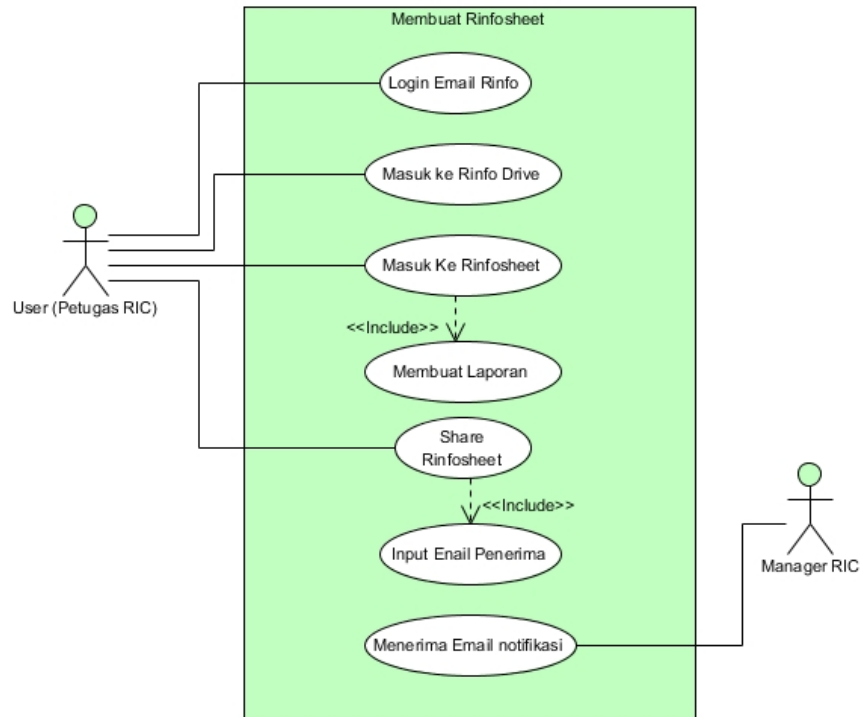 Membuat Rinfosheet
Login Email Rinfo
Masuk ke Rinfo Drive
Masuk Ke Rinfosheet
User (Petugas RIC)
<<Include>>
Membuat Laporan
Share
Rinfosheet
<<Include>>
Input Enail Penerima
Manager RIC
Menerima Email notifikasi